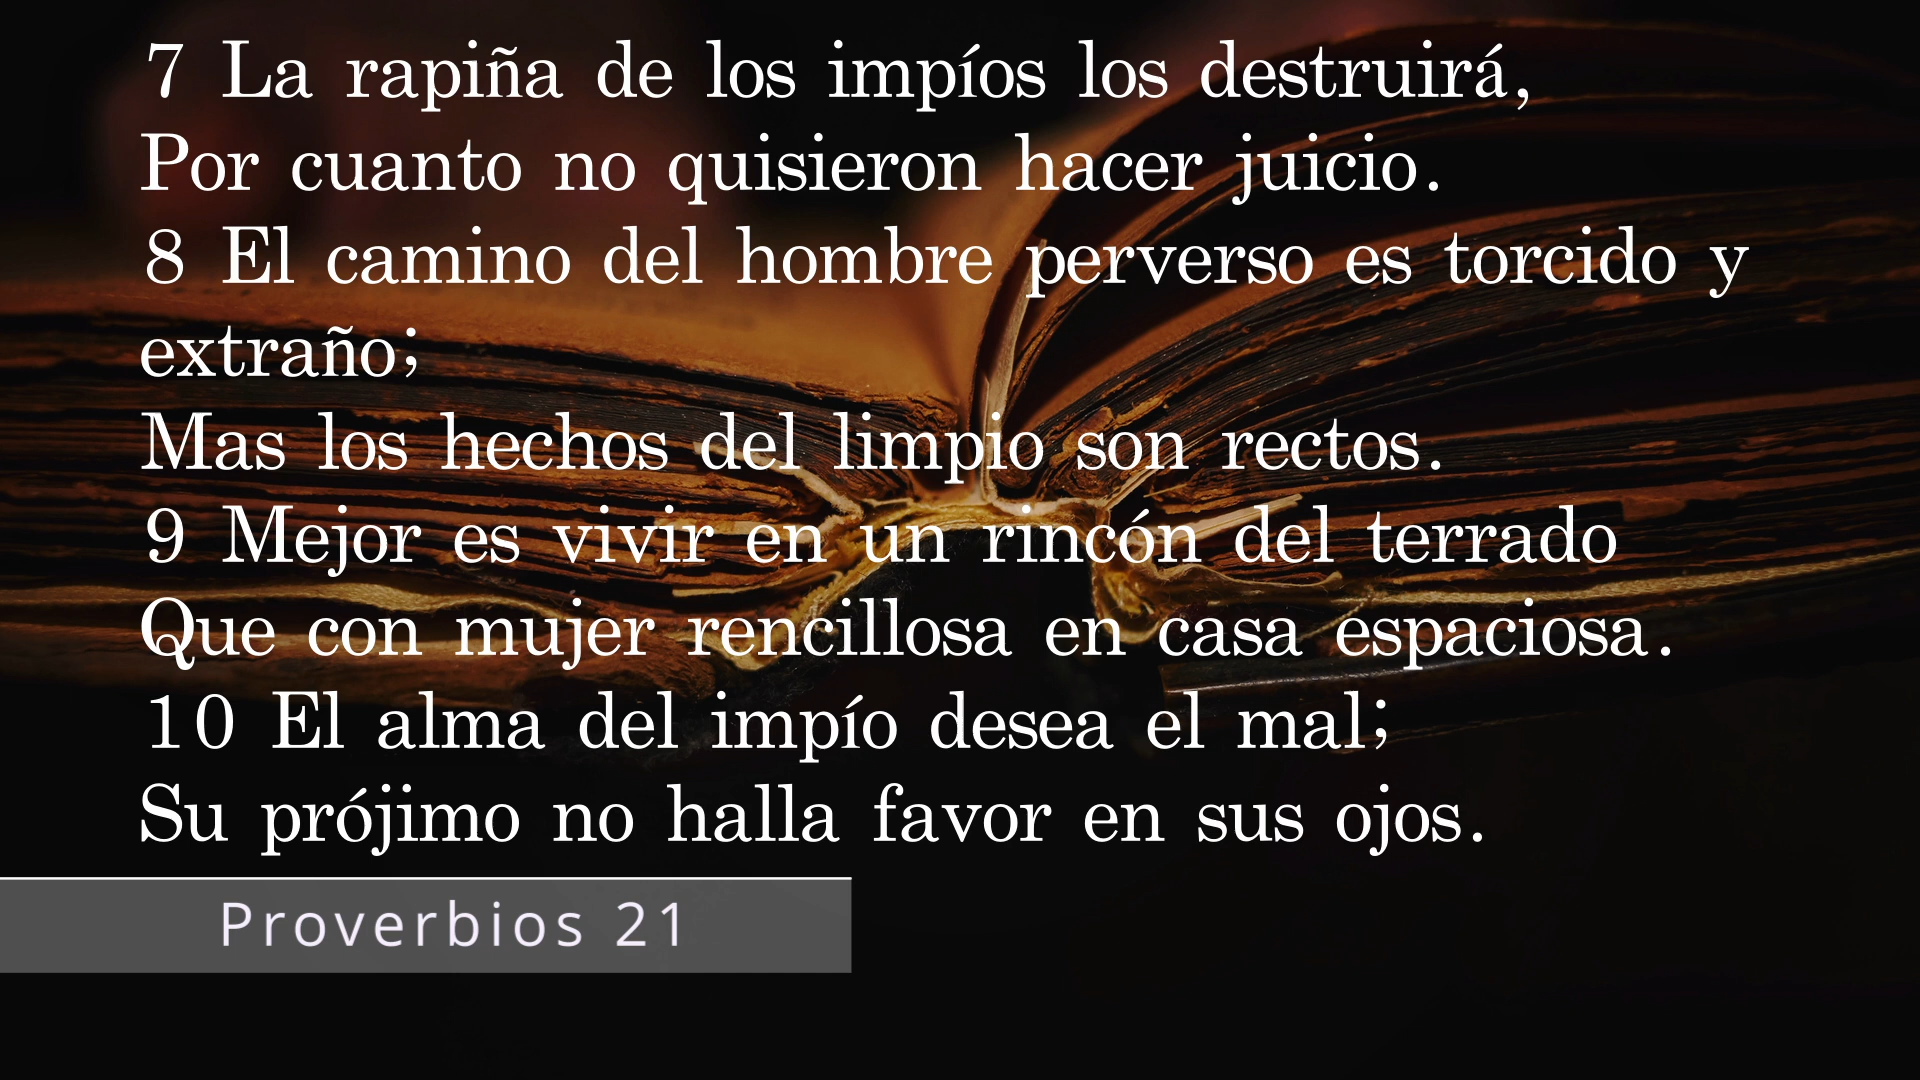 7 La rapiña de los impíos los destruirá,
Por cuanto no quisieron hacer juicio.
8 El camino del hombre perverso es torcido y
extraño;
Mas los hechos del limpio son rectos.
9 Mejor es vivir en un rincón del terrado
Que con mujer rencillosa en casa espaciosa.
10 El alma del impío desea el mal;
Su prójimo no halla favor en sus ojos.
Proverbios 21